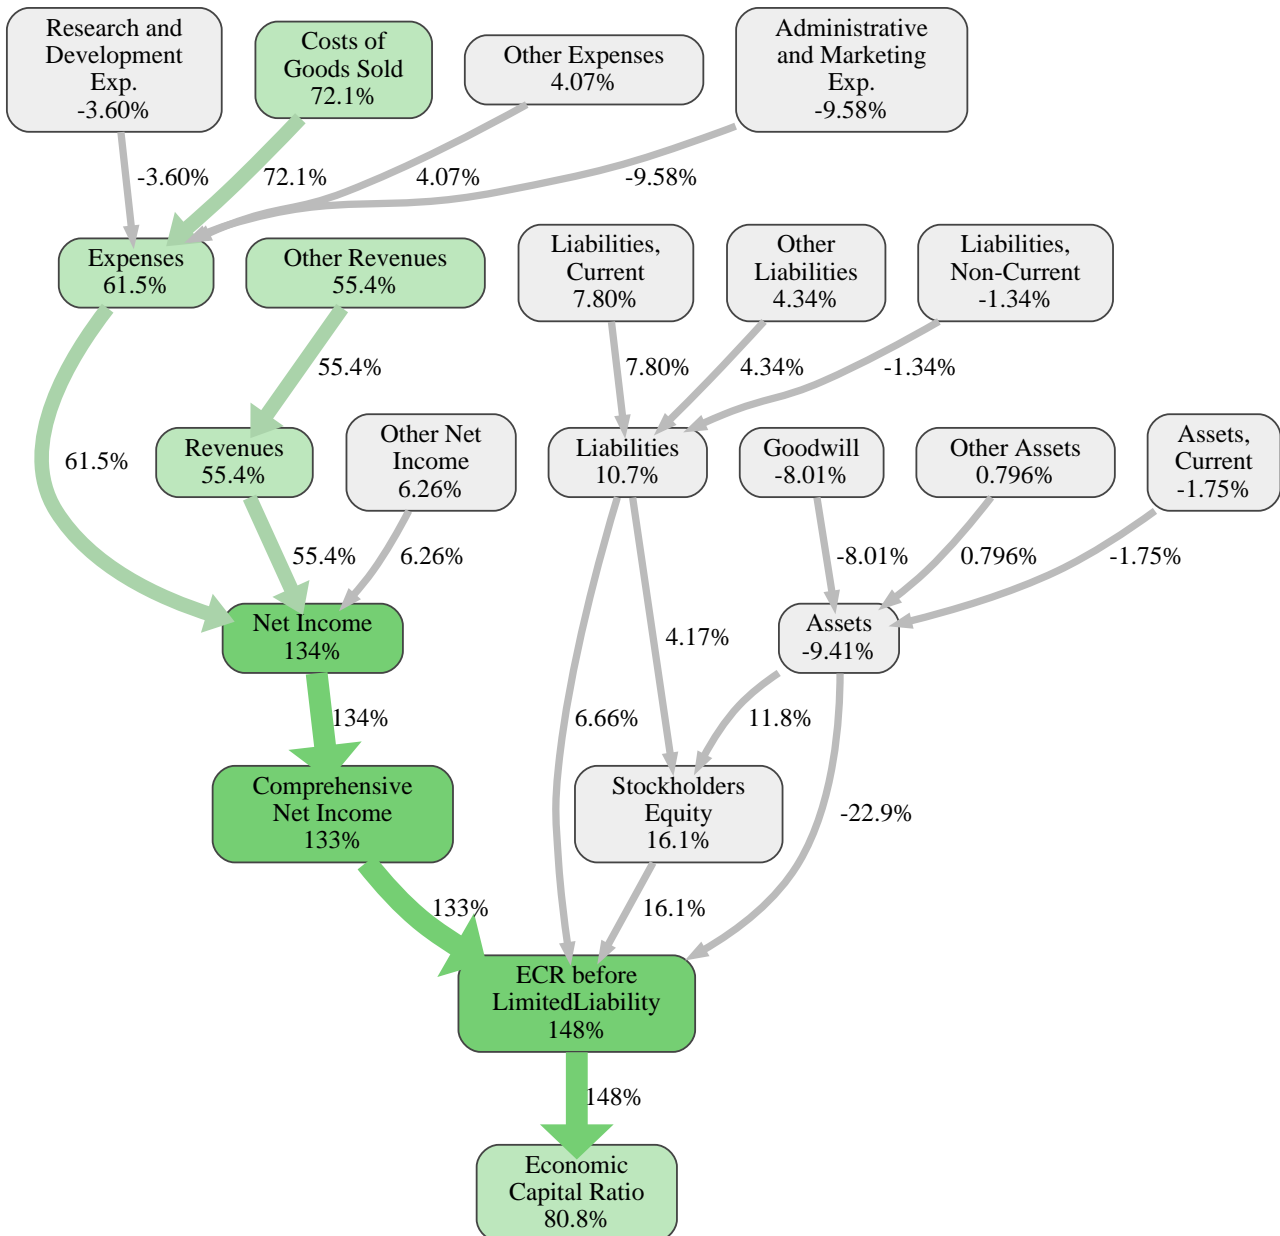 Research and
Development
Exp.
-3.60%
Costs of
Goods Sold
72.1%
Other Expenses
4.07%
Administrative
and Marketing
Exp.
-9.58%
-3.60%
72.1%
4.07%
-9.58%
Expenses
61.5%
Other Revenues
55.4%
Liabilities,
Current
7.80%
Other
Liabilities
4.34%
Liabilities,
Non-Current
-1.34%
55.4%
7.80%
4.34%
-1.34%
61.5%
Revenues
55.4%
Other Net
Income
6.26%
Liabilities
10.7%
Goodwill
-8.01%
Other Assets
0.796%
Assets,
Current
-1.75%
55.4%
6.26%
-8.01%
0.796%
-1.75%
Net Income
134%
4.17%
Assets
-9.41%
134%
6.66%
11.8%
Comprehensive
Net Income
133%
Stockholders
Equity
16.1%
-22.9%
133%
16.1%
ECR before
LimitedLiability
148%
148%
Economic
Capital Ratio
80.8%